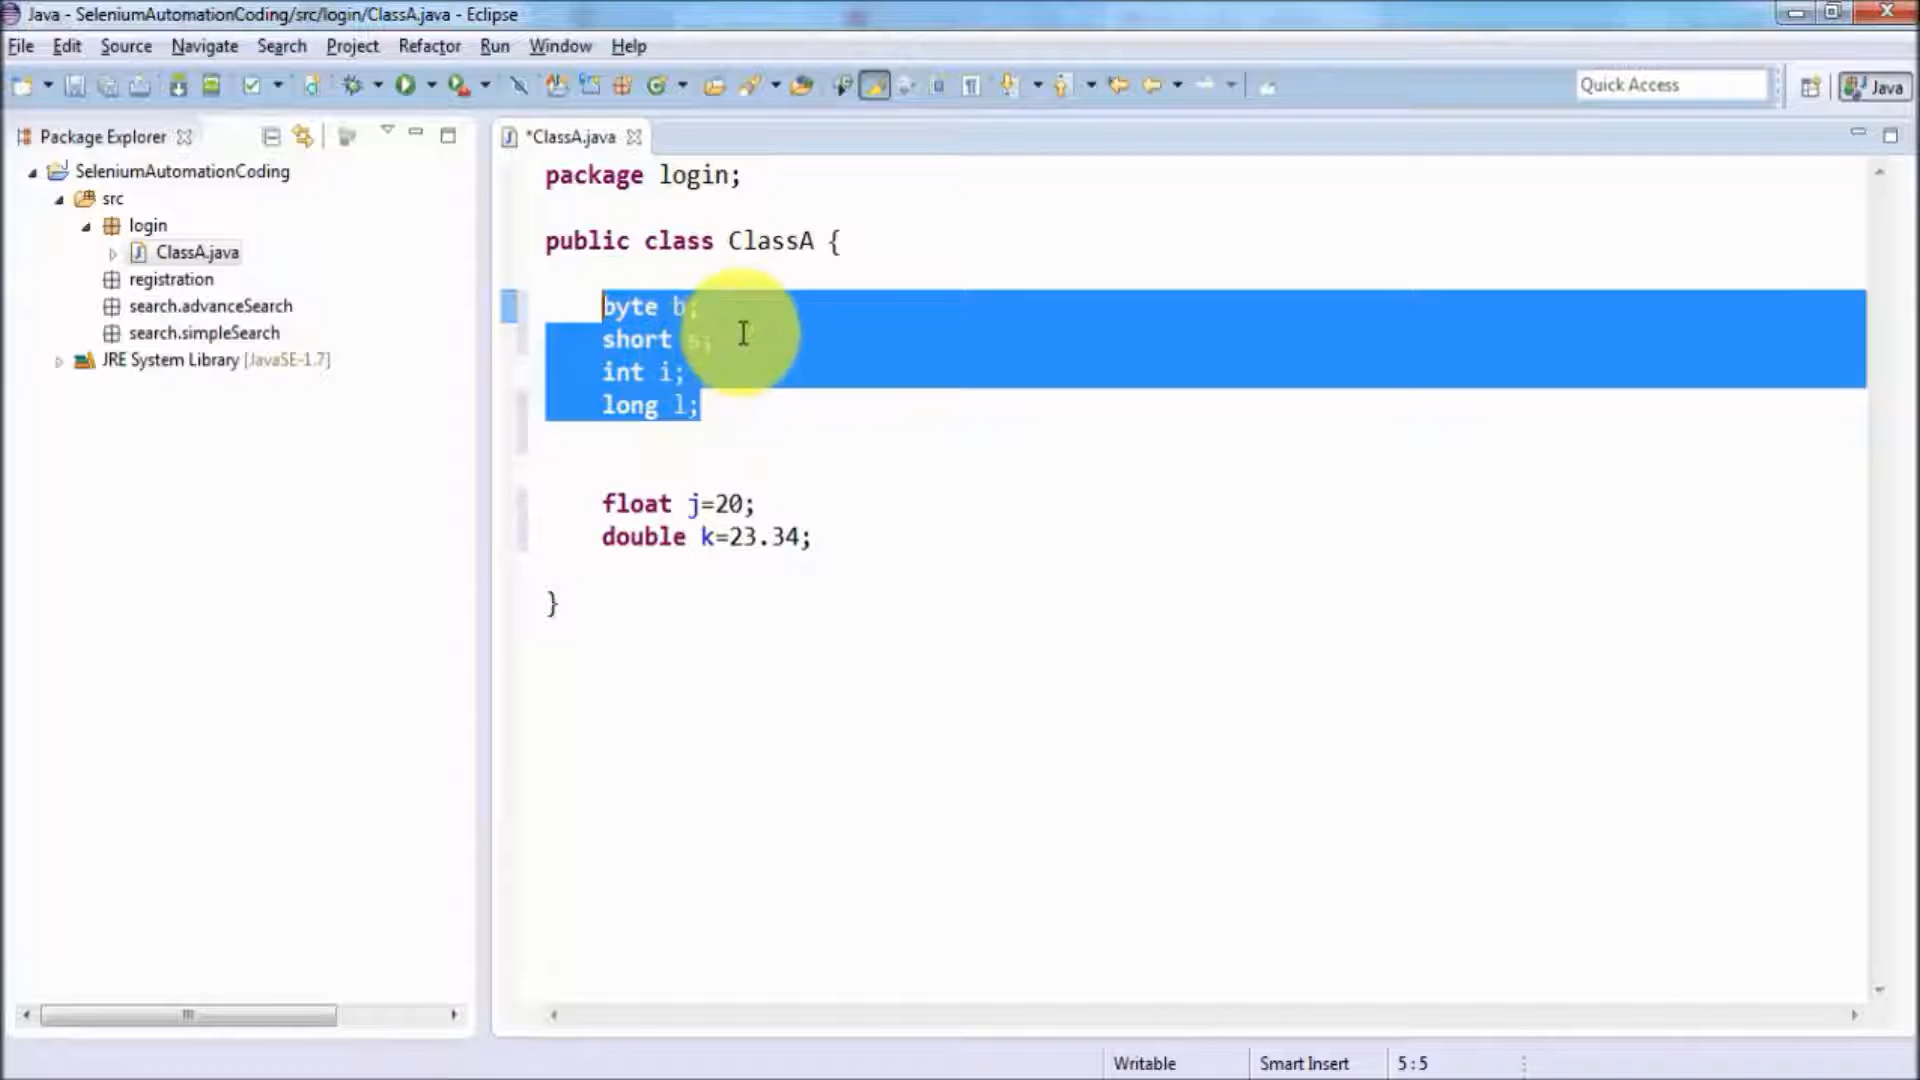 Java - SeleniumAutomationCoding/src/login/ClassA.java - Eclipse
File Edit Source Navigate Search Project Refactor Run Window Help
Quick Access
Java
Package Explorer
*ClassA.java
SeleniumAutomationCoding
src
login
ClassA.java
registration
search.advanceSearch
search.simpleSearch
JRE System Library [JavaSE-1.7]
package login;
public class ClassA {
byte b;
short s;
int i;
long l;
float j=20;
double k=23.34;
}
Writable
Smart Insert
5 : 5